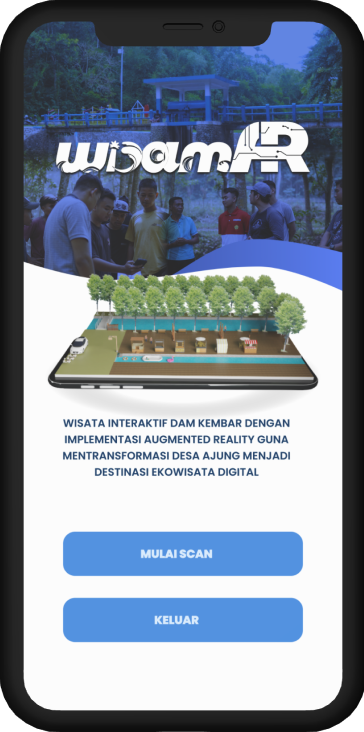 wisamAR
WISATA INTERAKTIF DAM KEMBAR DENGAN
IMPLEMENTASI AUGMENTED REALITY GUNA
MENTRANSFORMASI DESA AJUNG MENJADI
DESTINASI EKOWISATA DIGITAL
MULAI SCAN
KELUAR